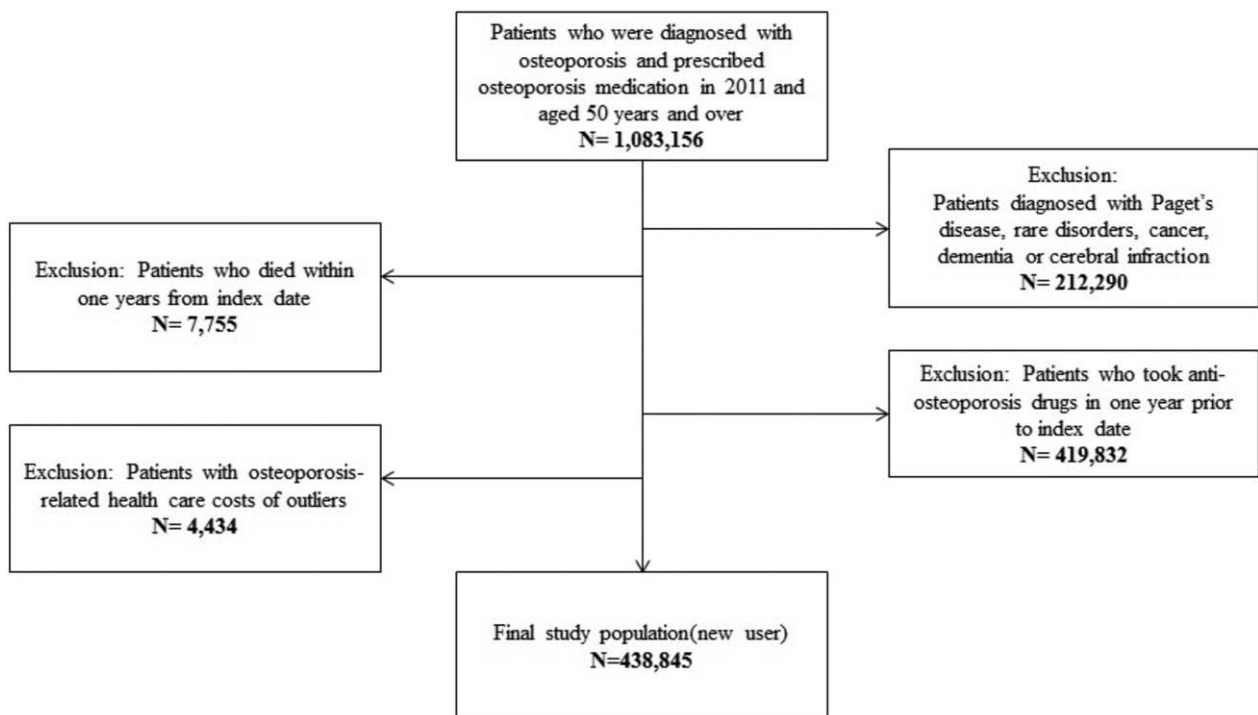 Patients who were diagnosed with
osteoporosis and prescribed
osteoporosis medication in 2011 and
aged 50 years and over
N= 1,083,156
Exclusion:
Patients diagnosed with Paget's
disease, rare disorders, cancer,
dementia or cerebral infraction
N= 212,290
Exclusion: Patients who died within
one years from index date
N= 7,755
Exclusion: Patients who took anti-
osteoporosis drugs in one year prior
to index date
N= 419,832
Exclusion: Patients with osteoporosis-
related health care costs of outliers
N= 4,434
Final study population(new user)
N=438,845